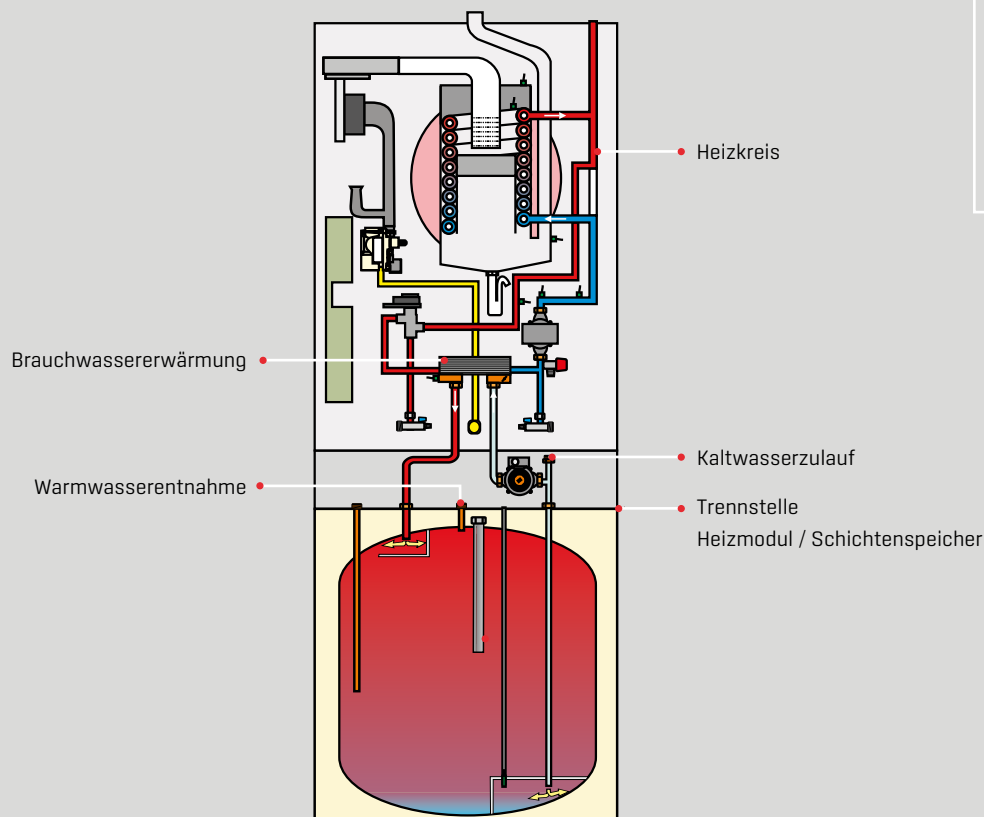 Heizkreis
Brauchwassererwärmung
Kaltwasserzulauf
Warmwasserentnahme
Trennstelle
Heizmodul / Schichtenspeicher